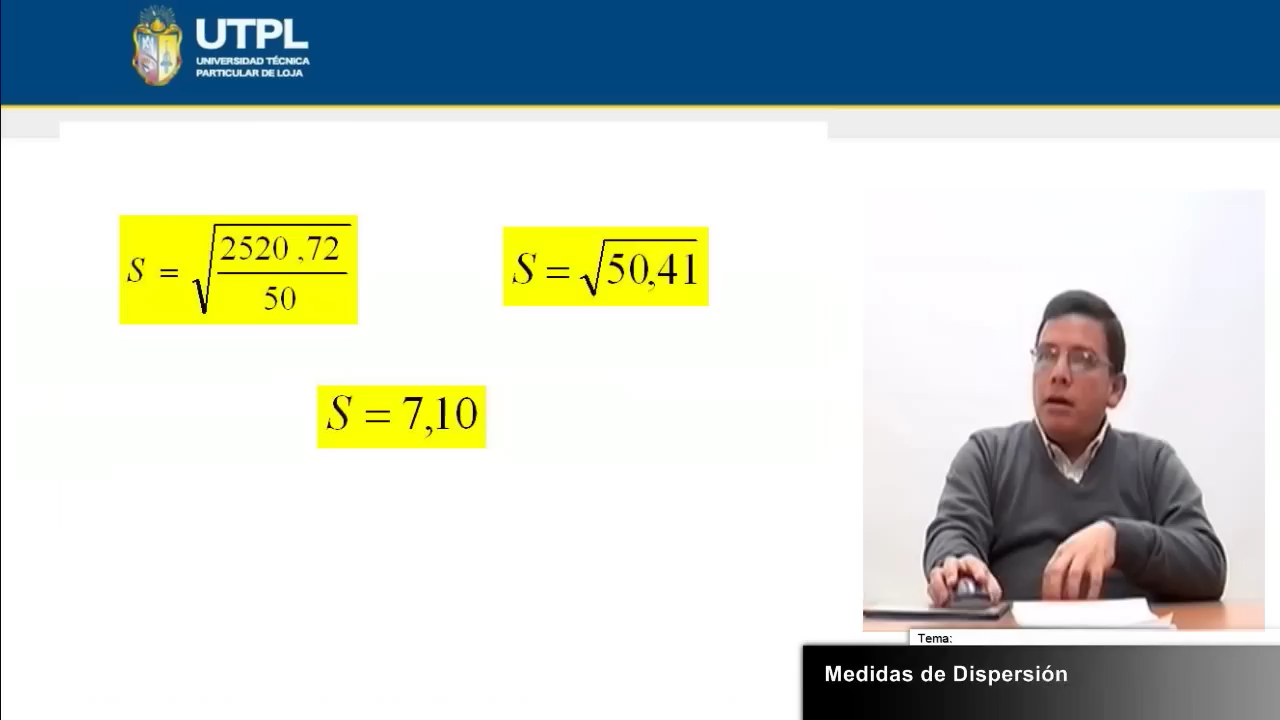 UTPL
UNIVERSIDAD TÉCNICA
PARTICULAR DE LOJA
S = √(2520 ,72 / 50)
S = √50,41
S = 7,10
Tema:
Medidas de Dispersión